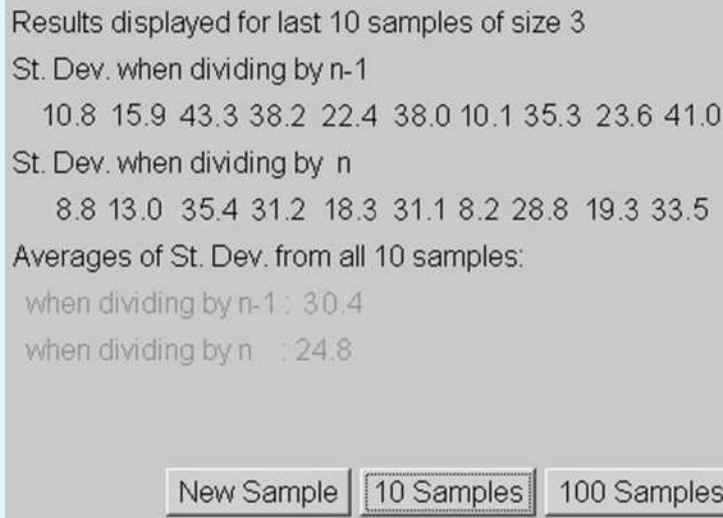 Results displayed for last 10 samples of size 3
St. Dev. when dividing by n-1
10.8 15.9 43.3 38.2 22.4 38.0 10.1 35.3 23.6 41.0
St. Dev. when dividing by n
8.8 13.0 35.4 31.2 18.3 31.1 8.2 28.8 19.3 33.5
Averages of St. Dev. from all 10 samples:
when dividing by n-1 : 30.4
when dividing by n : 24.8
New Sample 10 Samples 100 Samples